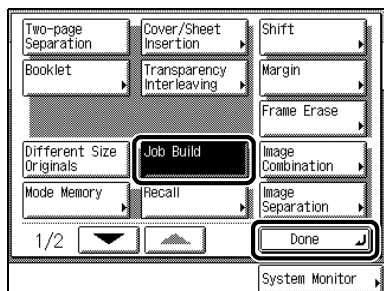 Two-page
Separation
Cover/Sheet
Insertion
Shift
Booklet
Transparency
Interleaving
Margin
Frame Erase
Different Size
Originals
Job Build
Image
Combination
Mode Memory
Recall
Image
Separation
1/2
Done
System Monitor